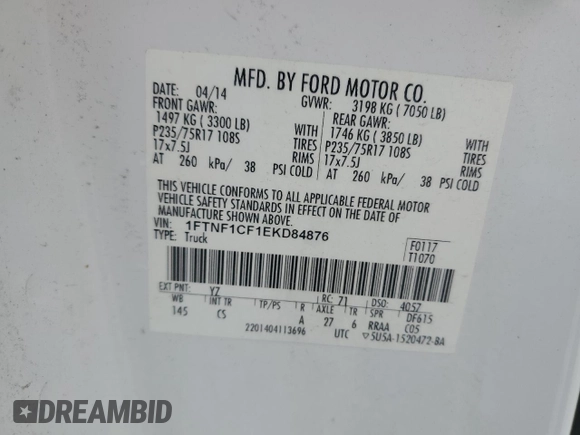 MFD. BY FORD MOTOR CO.
DATE: 04/14 GVWR: 3198 KG ( 7050 LB)
FRONT GAWR: REAR GAWR:
1497 KG ( 3300 LB) WITH 1746 KG ( 3850 LB) WITH
P235/75R17 108S TIRES P235/75R17 108S TIRES
17x7.5J RIMS 17x7.5J RIMS
AT 260 kPa/ 38 PSI COLD AT 260 kPa/ 38 PSI COLD
THIS VEHICLE CONFORMS TO ALL APPLICABLE FEDERAL MOTOR
VEHICLE SAFETY STANDARDS IN EFFECT ON THE DATE OF
MANUFACTURE SHOWN ABOVE.
VIN: 1FTNF1CF1EKD84876
TYPE: Truck
F0117
T1070
EXT PNT: YZ RC: 71 DSO: 4057
WB INT TR TP/PS R AXLE TR SPR DF615
145 CS A 27 6 RRAA C05
2201404113696 UTC ▽5U5A-1520472-BA
DREAMBID